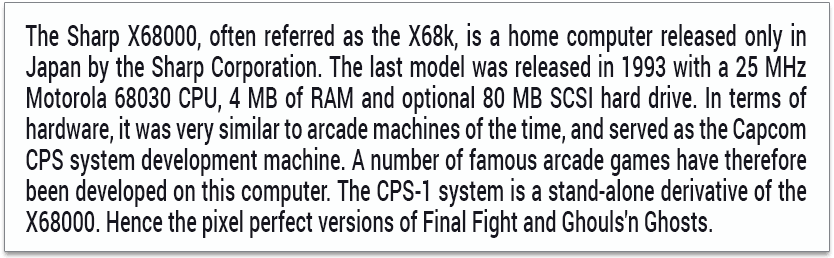 The Sharp X68000, often referred as the X68k, is a home computer released only in
Japan by the Sharp Corporation. The last model was released in 1993 with a 25 MHz
Motorola 68030 CPU, 4 MB of RAM and optional 80 MB SCSI hard drive. In terms of
hardware, it was very similar to arcade machines of the time, and served as the Capcom
CPS system development machine. A number of famous arcade games have therefore
been developed on this computer. The CPS-1 system is a stand-alone derivative of the
X68000. Hence the pixel perfect versions of Final Fight and Ghouls'n Ghosts.